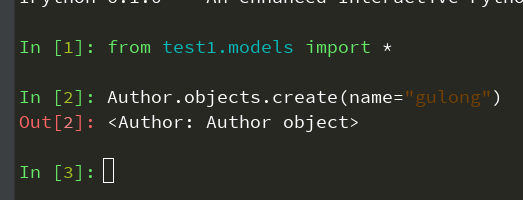 In [1]: from test1.models import *
In [2]: Author.objects.create(name="gulong")
Out[2]: <Author: Author object>
In [3]: